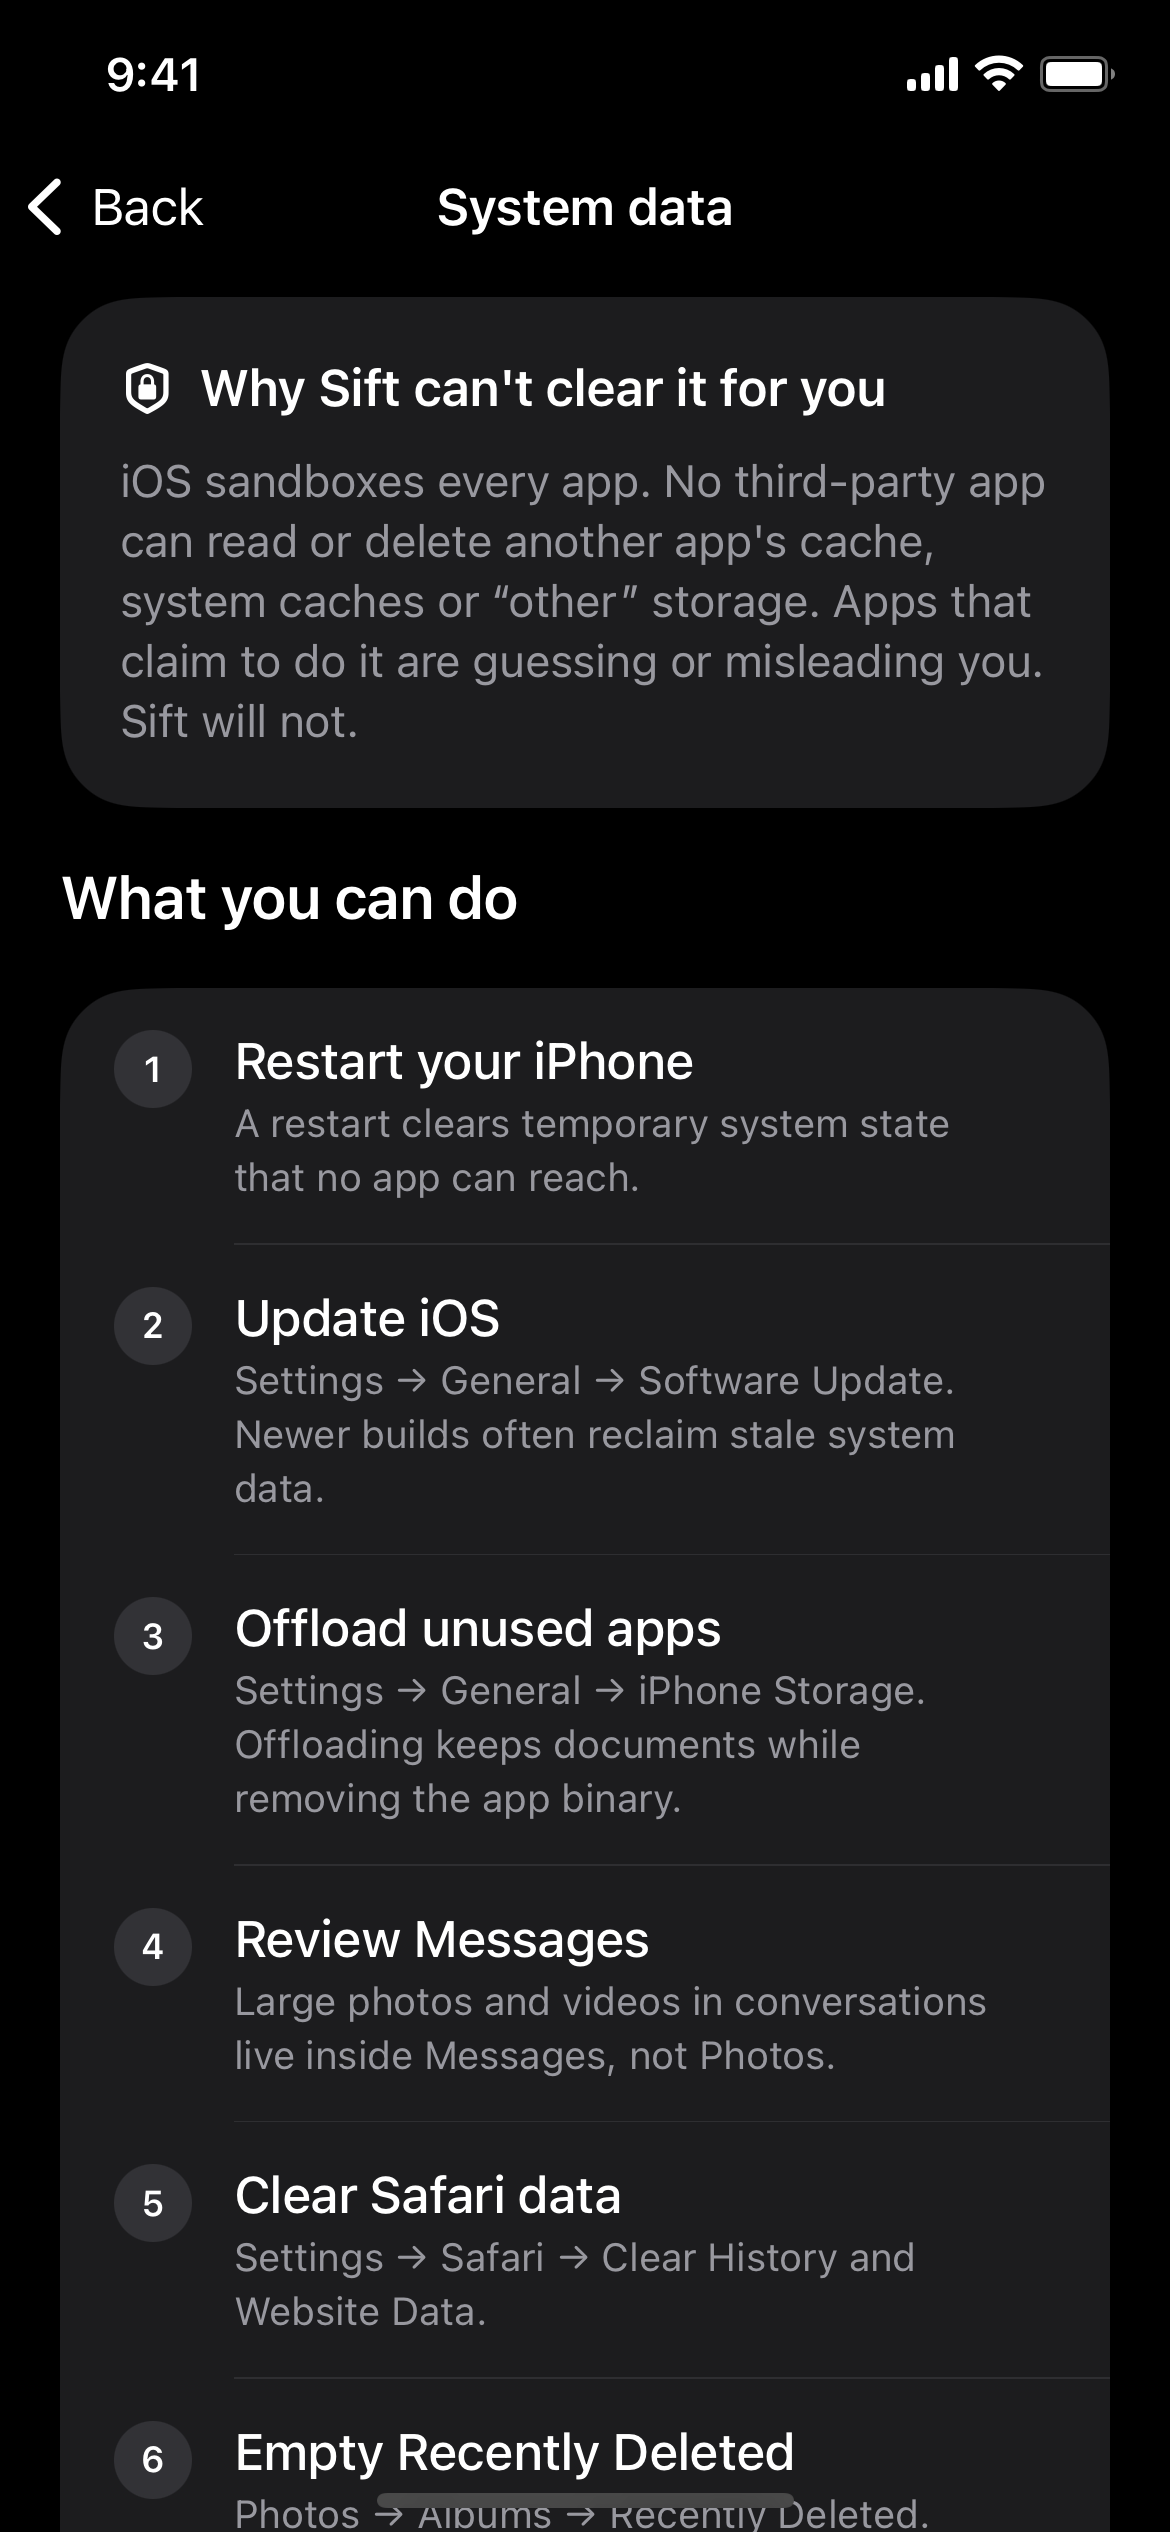 9:41
Back
System data
Why Sift can't clear it for you
iOS sandboxes every app. No third-party app
can read or delete another app's cache,
system caches or “other” storage. Apps that
claim to do it are guessing or misleading you.
Sift will not.
What you can do
1
Restart your iPhone
A restart clears temporary system state
that no app can reach.
2
Update iOS
Settings → General → Software Update.
Newer builds often reclaim stale system
data.
3
Offload unused apps
Settings → General → iPhone Storage.
Offloading keeps documents while
removing the app binary.
4
Review Messages
Large photos and videos in conversations
live inside Messages, not Photos.
5
Clear Safari data
Settings → Safari → Clear History and
Website Data.
6
Empty Recently Deleted
Photos → Albums → Recently Deleted.